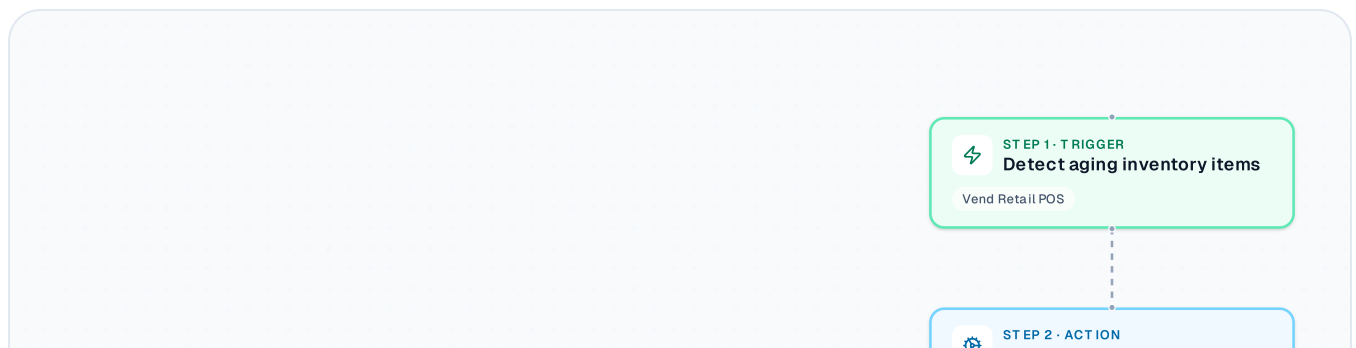 STEP 1 · TRIGGER
Detect aging inventory items
Vend Retail POS
STEP 2 · ACTION